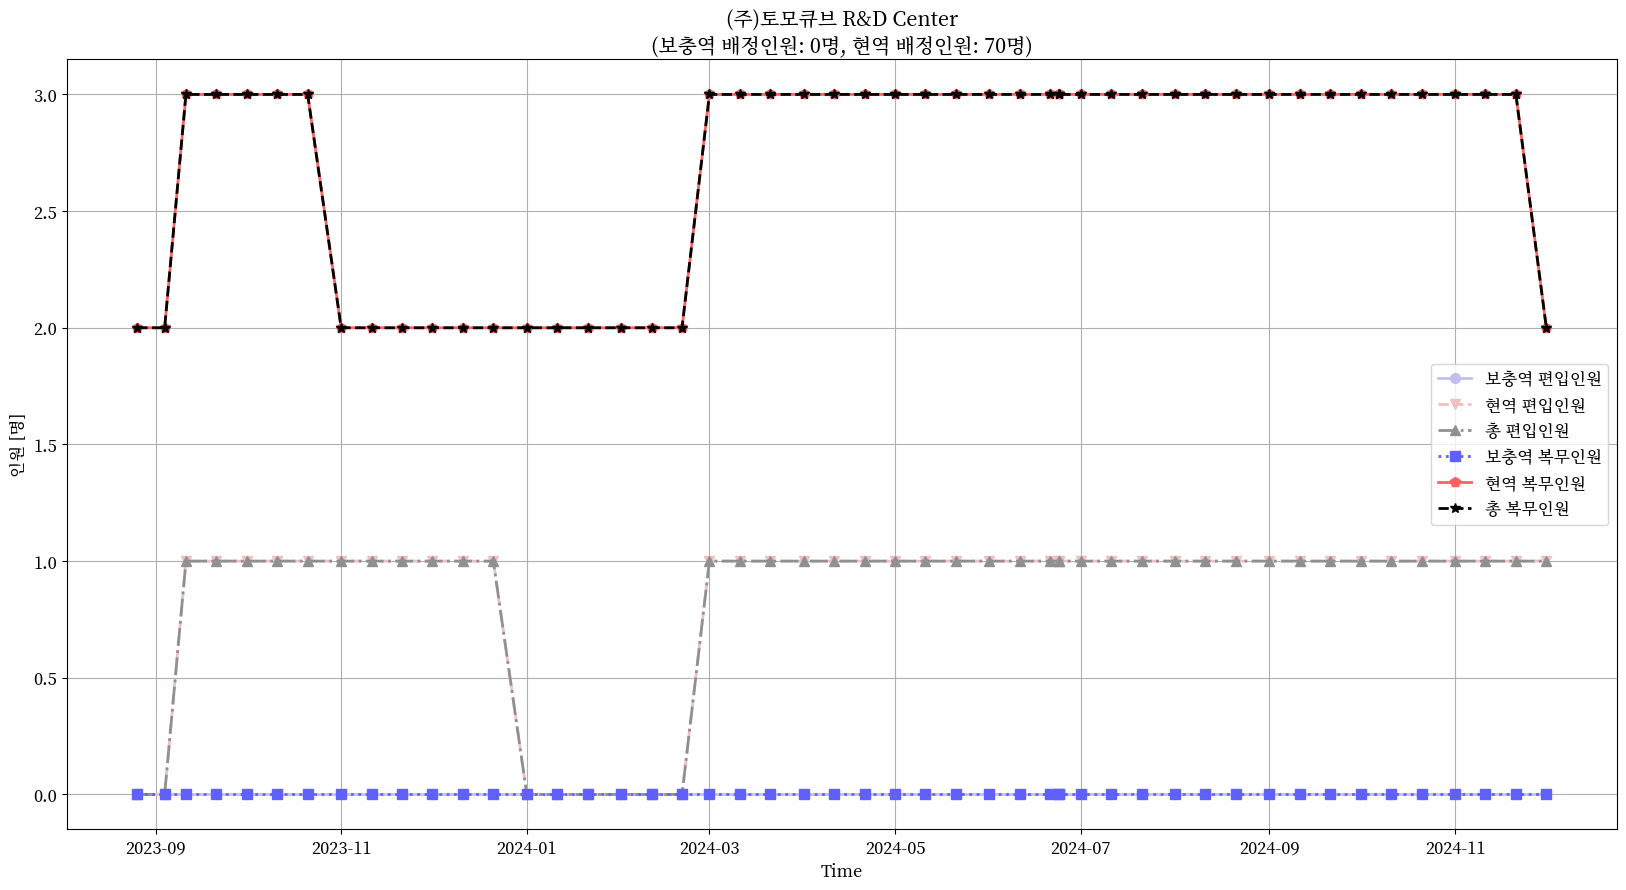 (주)토모큐브 R&D Center
(보충역 배정인원: 0명, 현역 배정인원: 70명)
인원 [명]
3.0
2.5
2.0
1.5
1.0
0.5
0.0
보충역 편입인원
현역 편입인원
총 편입인원
보충역 복무인원
현역 복무인원
총 복무인원
2023-09
2023-11
2024-01
2024-03
2024-05
2024-07
2024-09
2024-11
Time